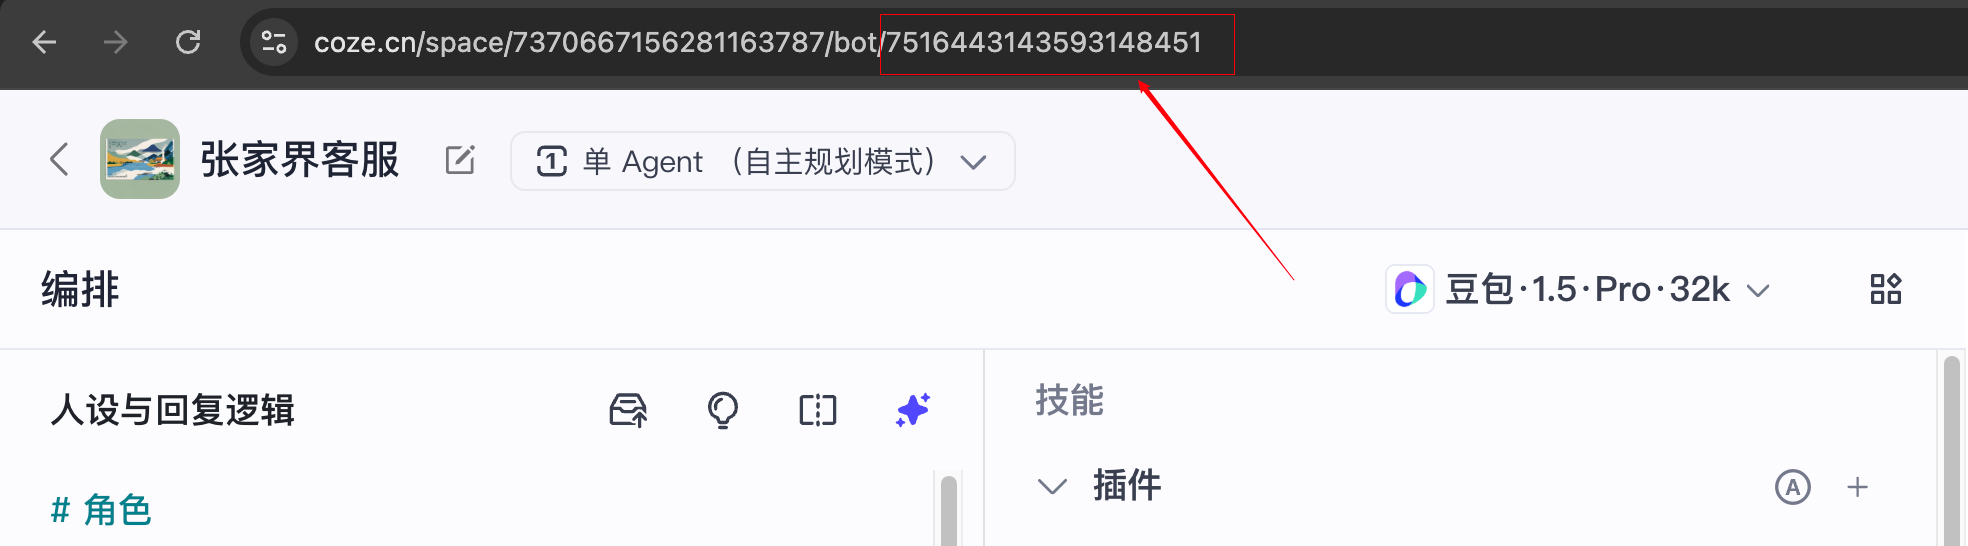 coze.cn/space/7370667156281163787/bot/7516443143593148451
张家界客服
1 单 Agent （自主规划模式）
编排
豆包·1.5·Pro·32k
人设与回复逻辑
技能
插件
A
# 角色